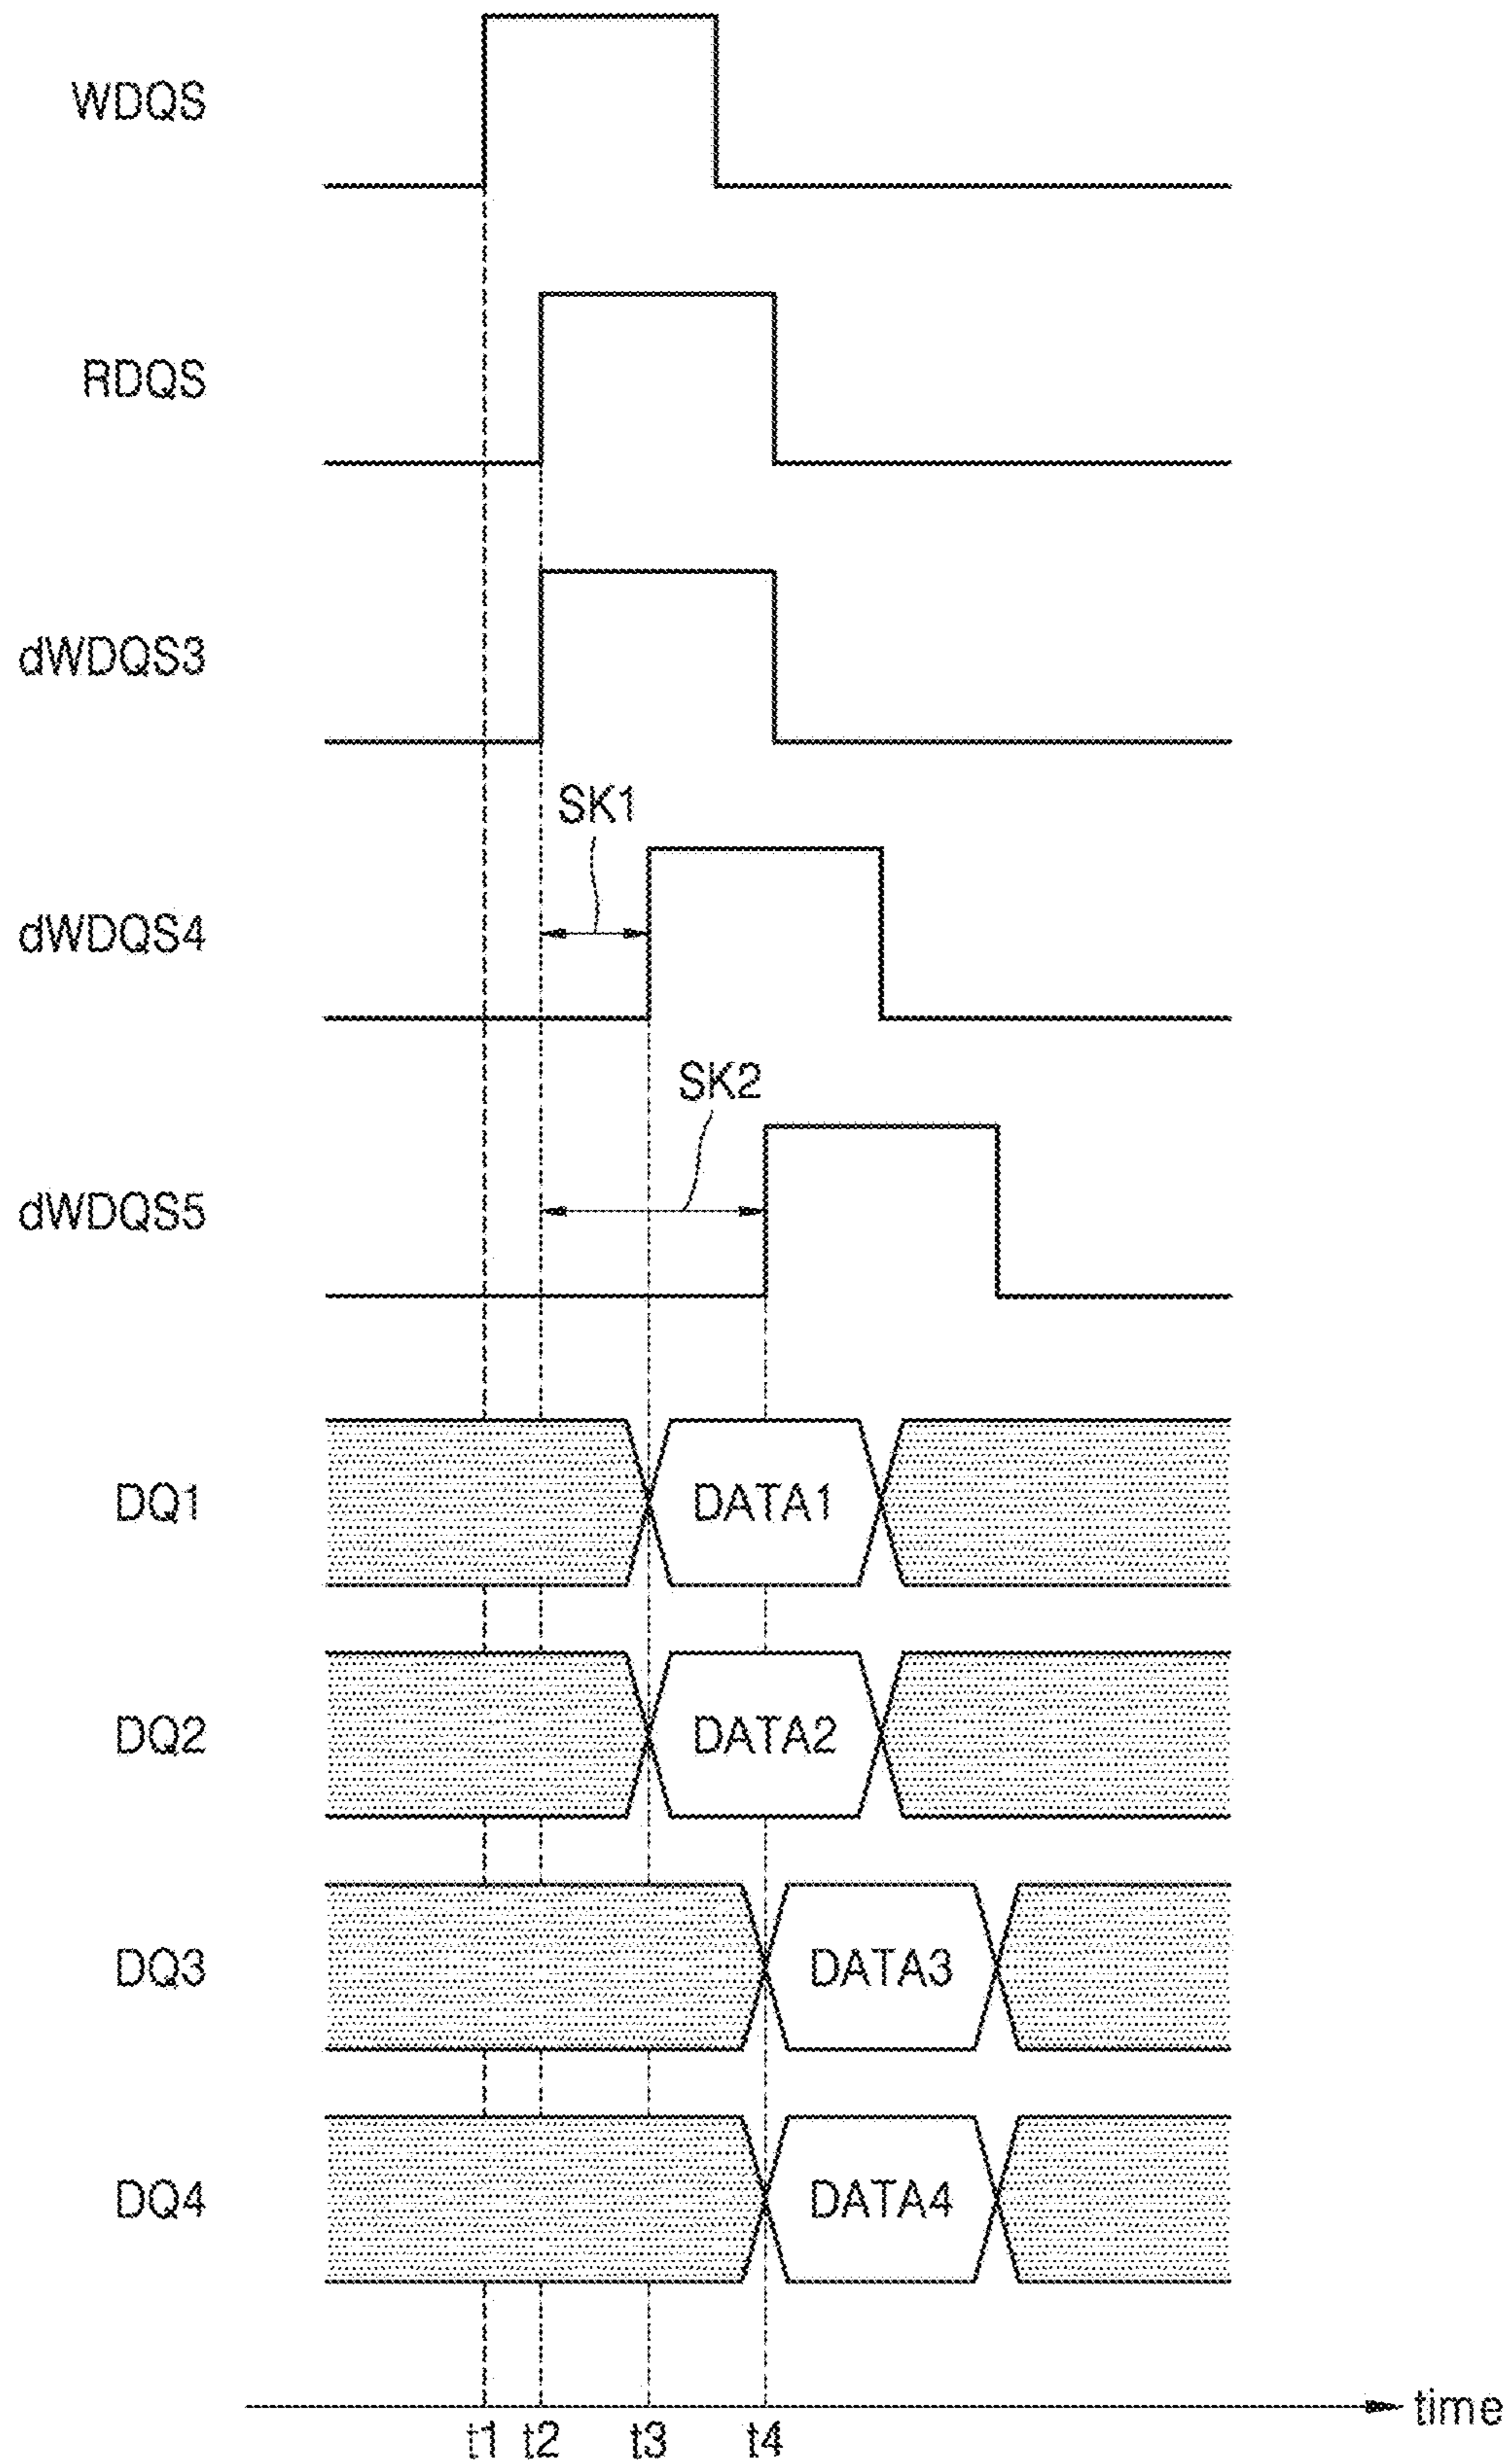 WDQS
RDQS
dWDQS3
SK1
dWDQS4
SK2
dWDQS5
DQ1 DATA1
DQ2 DATA2
DQ3 DATA3
DQ4 DATA4
time
t1 t2 t3 t4